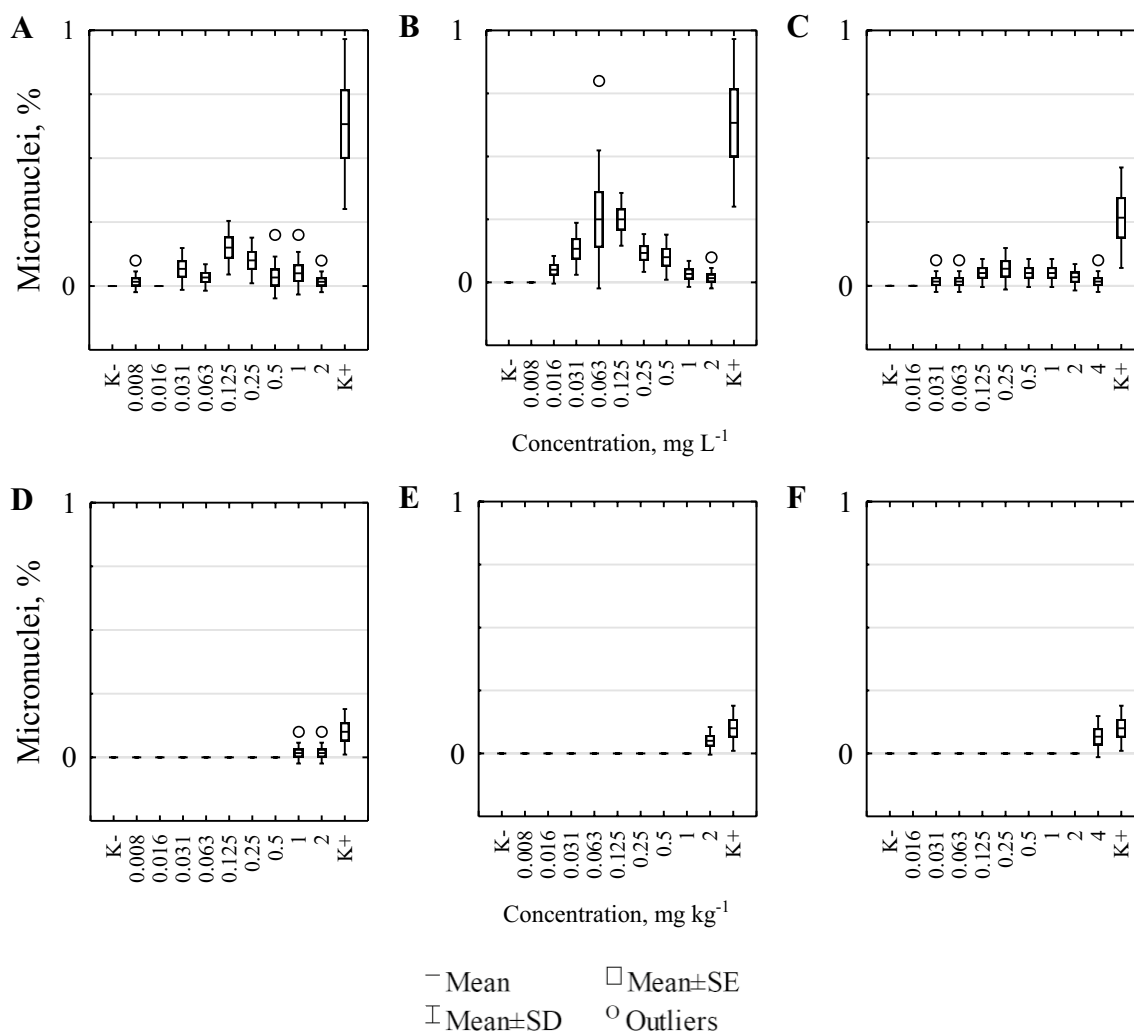 A
B
C
1
1
1
Micronuclei, %
0
0
0
K- 0.008 0.016 0.031 0.063 0.125 0.25 0.5 1 2 K+
K- 0.008 0.016 0.031 0.063 0.125 0.25 0.5 1 2 K+
K- 0.016 0.031 0.063 0.125 0.25 0.5 1 2 4 K+
Concentration, mg L⁻¹
D
E
F
1
1
1
Micronuclei, %
0
0
0
K- 0.008 0.016 0.031 0.063 0.125 0.25 0.5 1 2 K+
K- 0.008 0.016 0.031 0.063 0.125 0.25 0.5 1 2 K+
K- 0.016 0.031 0.063 0.125 0.25 0.5 1 2 4 K+
Concentration, mg kg⁻¹
Mean
Mean±SE
Mean±SD
Outliers